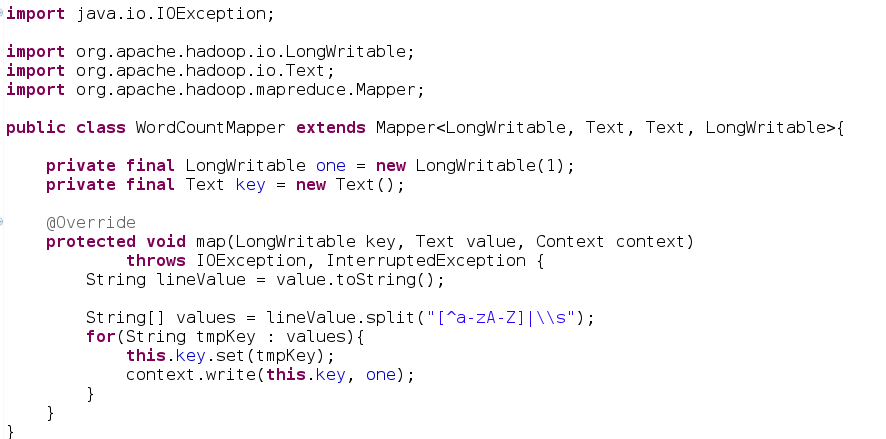 import java.io.IOException;
import org.apache.hadoop.io.LongWritable;
import org.apache.hadoop.io.Text;
import org.apache.hadoop.mapreduce.Mapper;
public class WordCountMapper extends Mapper<LongWritable, Text, Text, LongWritable>{
    private final LongWritable one = new LongWritable(1);
    private final Text key = new Text();
    @Override
    protected void map(LongWritable key, Text value, Context context)
            throws IOException, InterruptedException {
        String lineValue = value.toString();
        String[] values = lineValue.split("[^a-zA-Z]|\\s");
        for(String tmpKey : values){
            this.key.set(tmpKey);
            context.write(this.key, one);
        }
    }
}